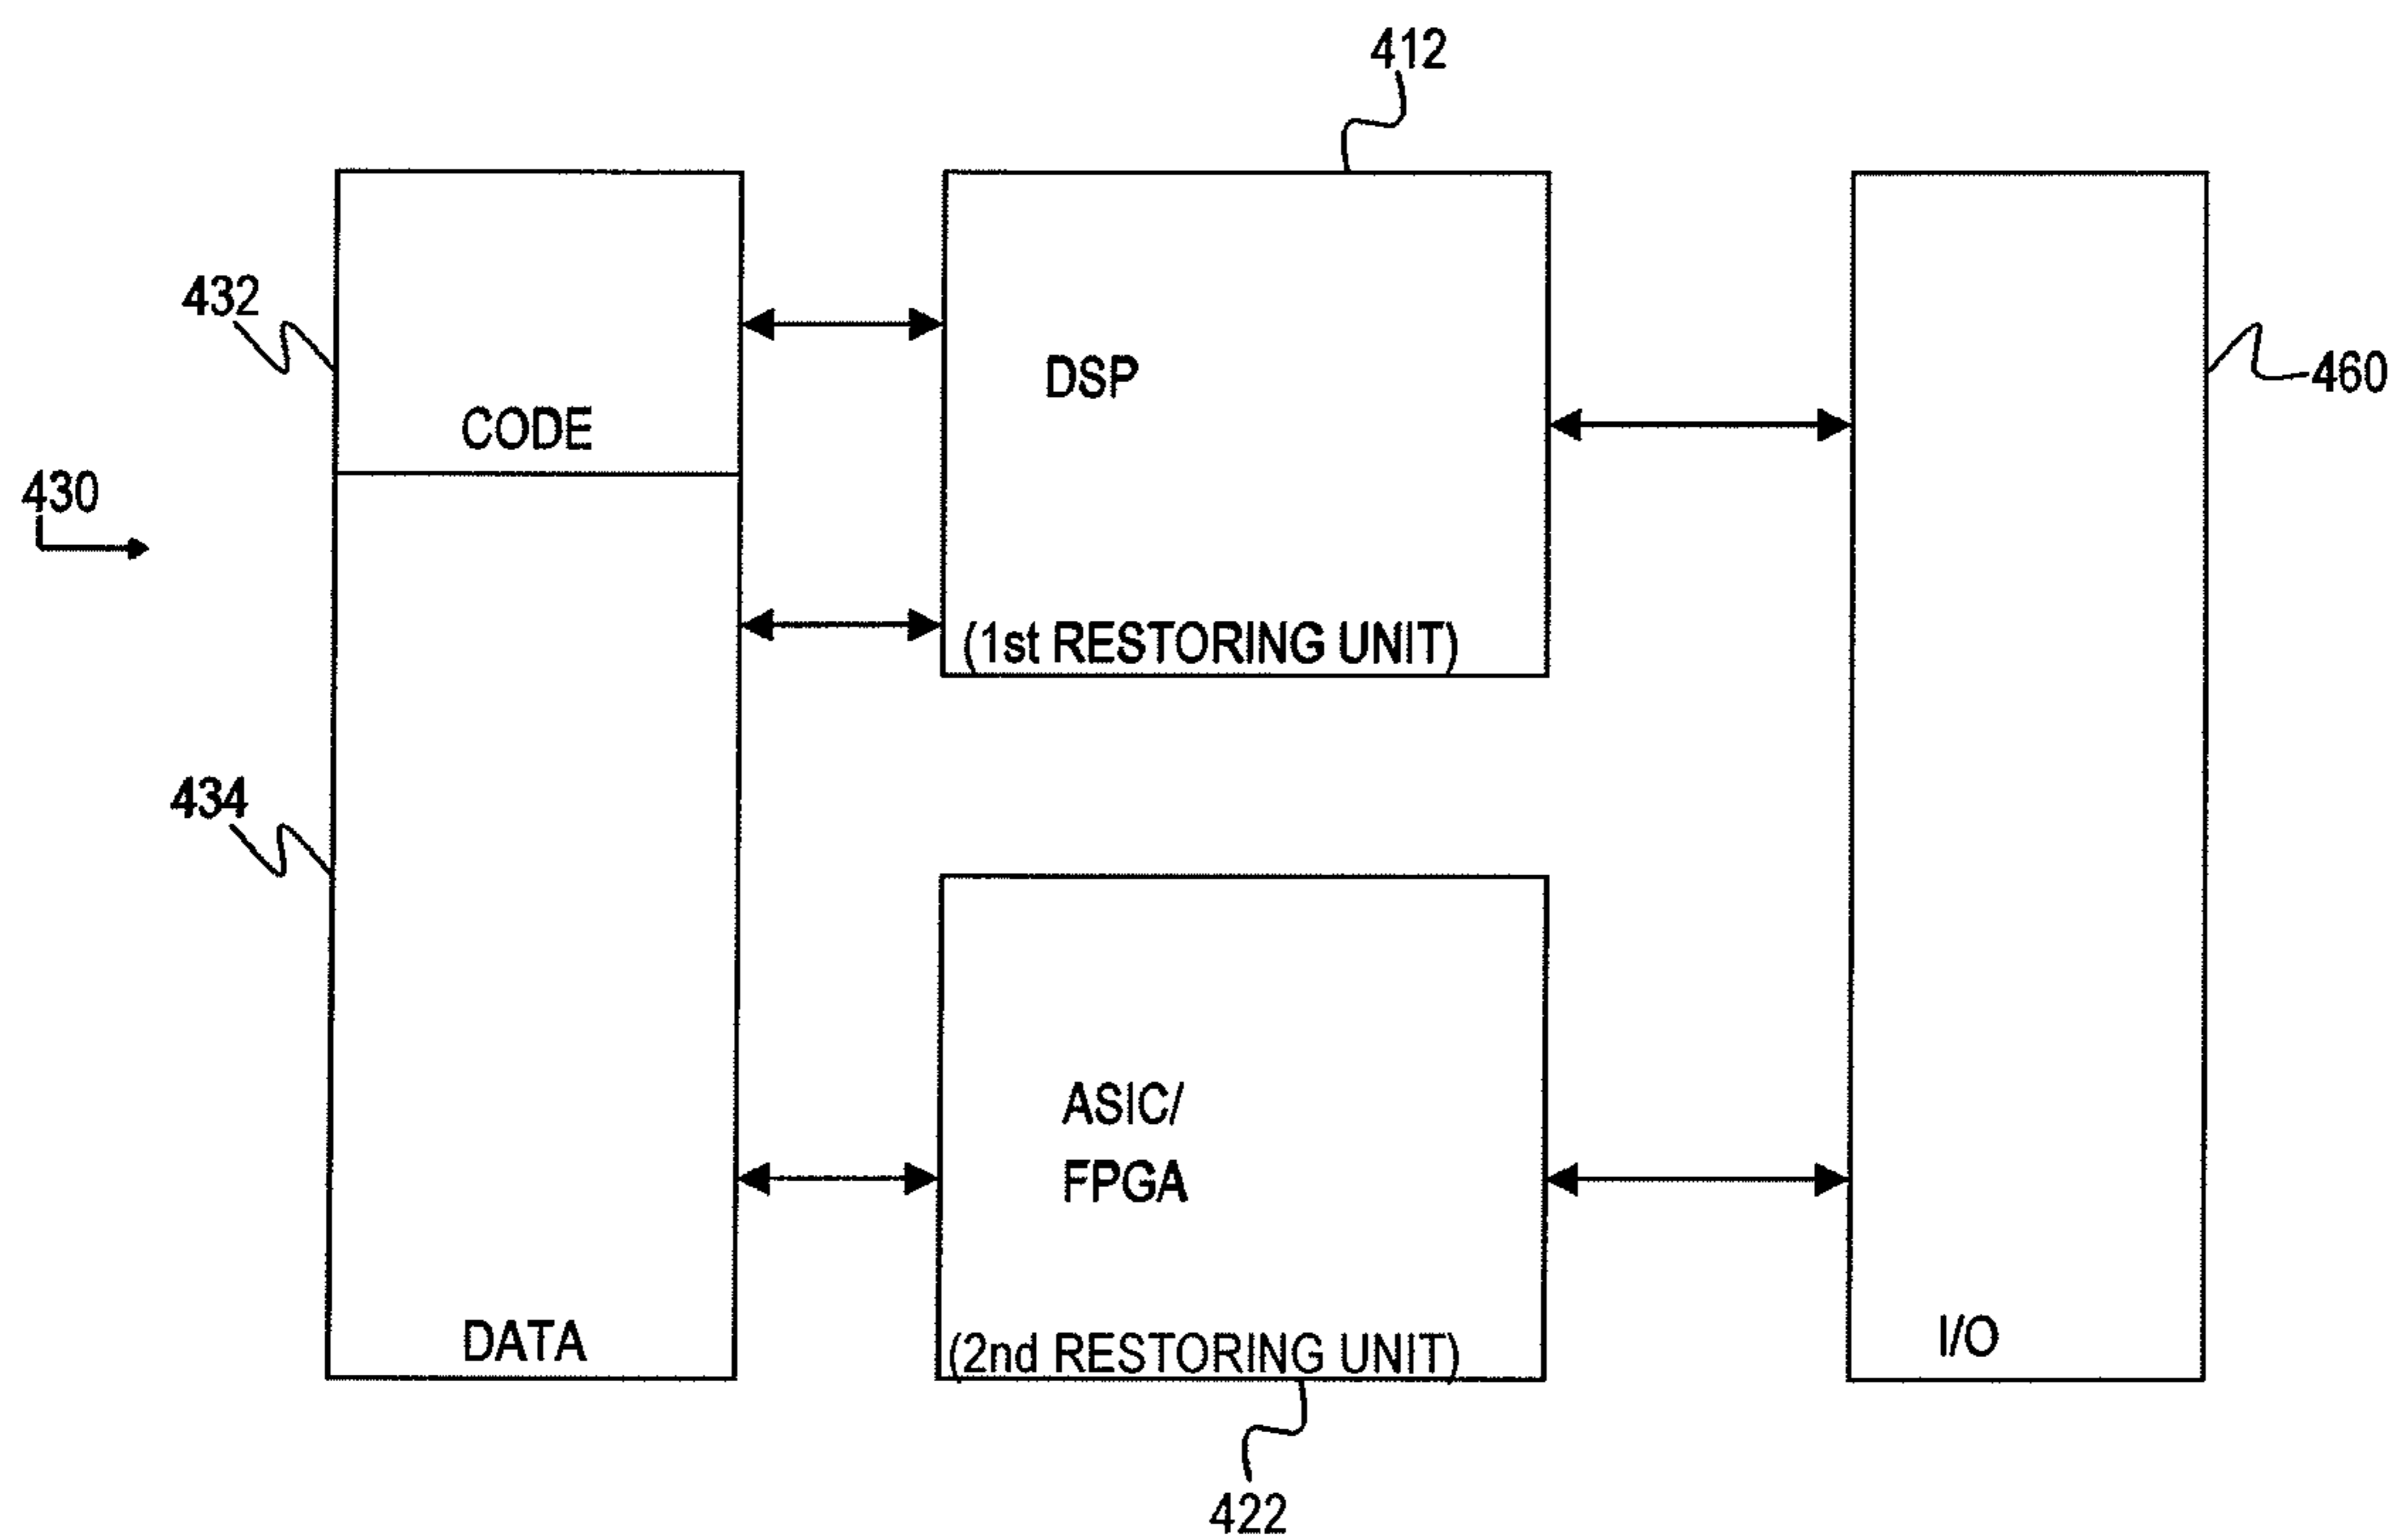 412
432
DSP
460
CODE
430
(1st RESTORING UNIT)
434
ASIC/
FPGA
DATA
(2nd RESTORING UNIT)
I/O
422